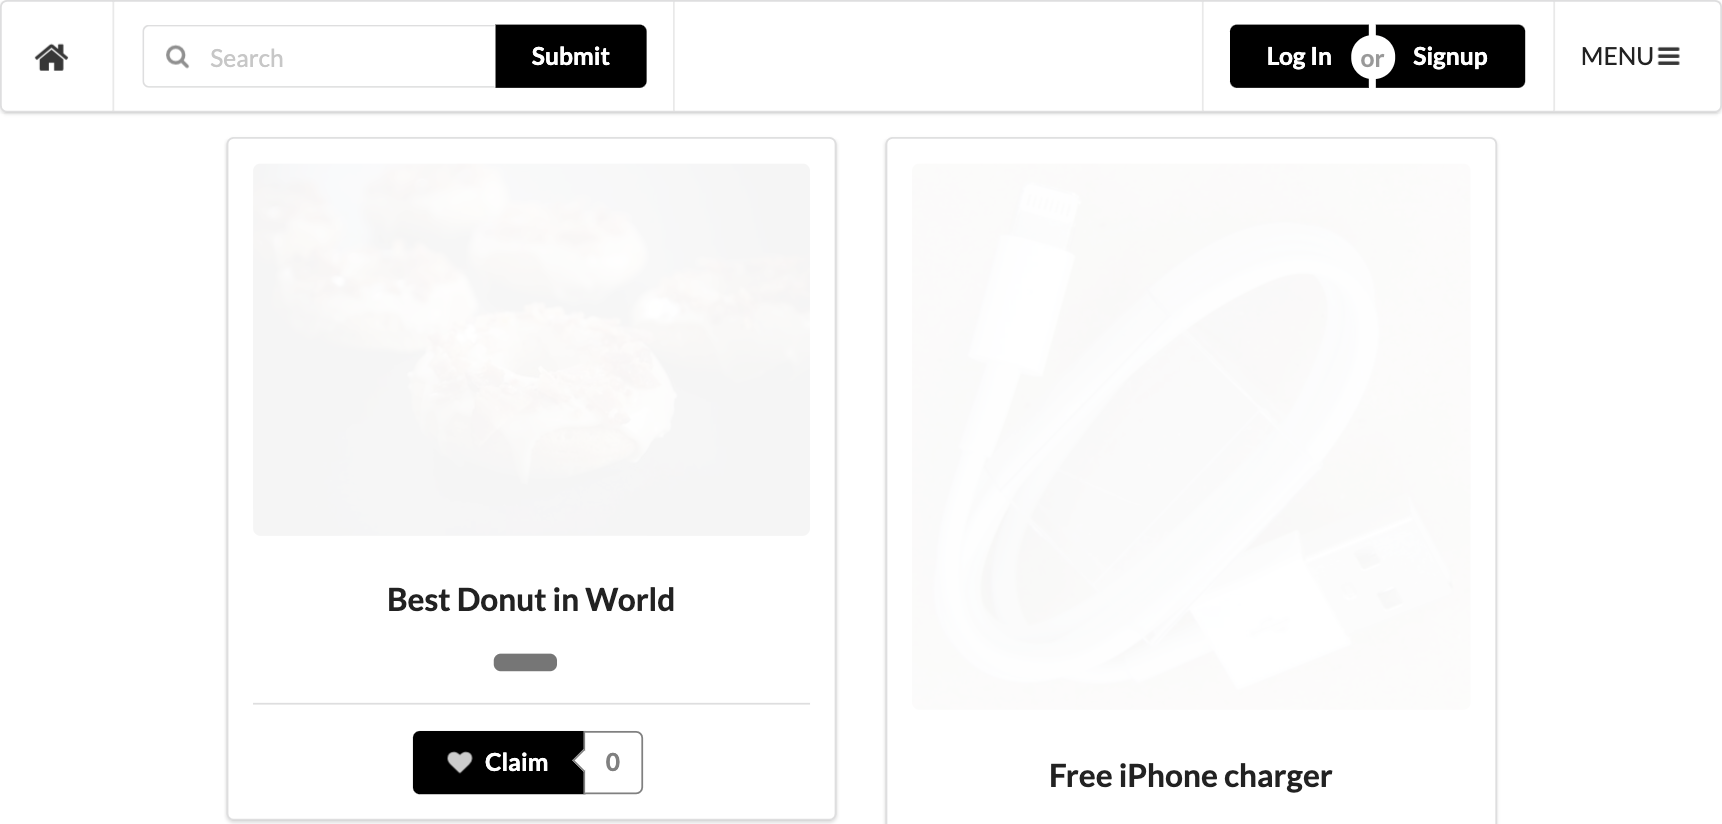 Search
Submit
Log In or Signup
MENU
Best Donut in World
Claim 0
Free iPhone charger